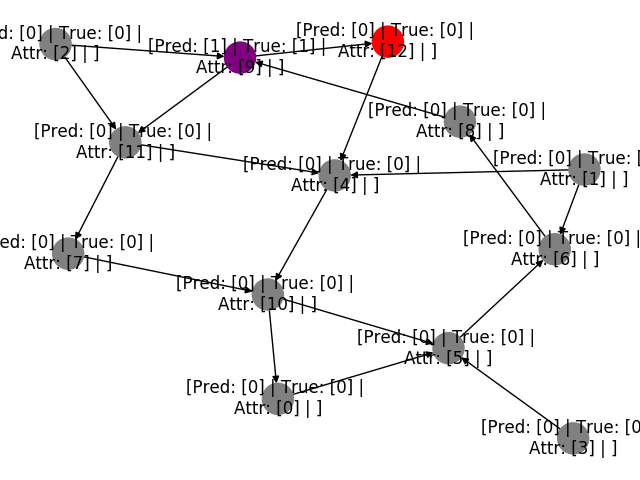 [Pred: [0] | True: [0] |
Attr: [12] | ]
d: [0] | True: [0] |
Attr: [2] | ]
[Pred: [1] | True: [1] |
Attr: [9] | ]
[Pred: [0] | True: [0] |
Attr: [8] | ]
[Pred: [0] | True: [0] |
Attr: [11] | ]
[Pred: [0] | True: [0] |
Attr: [4] | ]
[Pred: [0] | True: [
Attr: [1] | ]
ed: [0] | True: [0] |
Attr: [7] | ]
[Pred: [0] | True: [0] |
Attr: [6] | ]
[Pred: [0] | True: [0] |
Attr: [10] | ]
[Pred: [0] | True: [0] |
Attr: [5] | ]
[Pred: [0] | True: [0] |
Attr: [0] | ]
[Pred: [0] | True: [0
Attr: [3] | ]